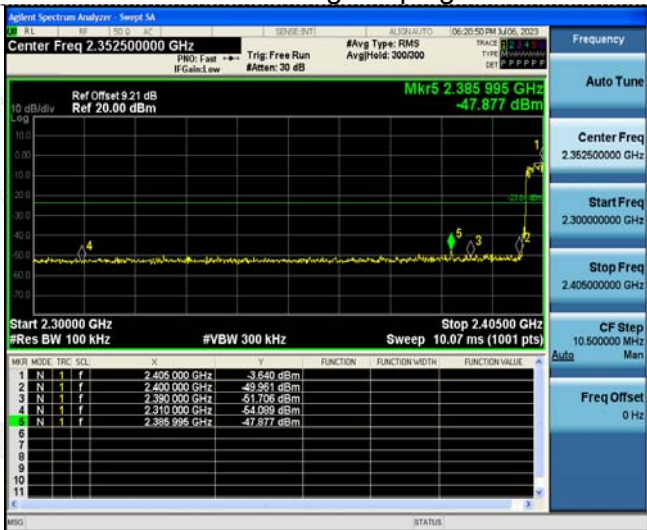 Agilent Spectrum Analyzer - Swept SA
RL RF 50 Ω AC SENSE:INT ALIGN AUTO 06:20:50 PM Jul 06, 2023
Center Freq 2.352500000 GHz
PNO: Fast
IFGain:Low
Trig: Free Run
#Atten: 30 dB
#Avg Type: RMS
Avg|Hold: 300/300
TRACE 1 2 3 4 5 6
TYPE M
DET P P P P P P
Mkr5 2.385 995 GHz
-47.877 dBm
Ref Offset 9.21 dB
Ref 20.00 dBm
10 dB/div
Log
10.0
0.00
-10.0
-20.0
-30.0
-40.0
-50.0
-60.0
-70.0
1
2
3
4
5
Start 2.30000 GHz
Stop 2.40500 GHz
#Res BW 100 kHz
#VBW 300 kHz
Sweep 10.07 ms (1001 pts)
MKR MODE TRC SCL X Y FUNCTION FUNCTION WIDTH FUNCTION VALUE
1 N 1 f 2.405 000 GHz -3.640 dBm
2 N 1 f 2.400 000 GHz -49.961 dBm
3 N 1 f 2.390 000 GHz -51.706 dBm
4 N 1 f 2.310 000 GHz -54.089 dBm
5 N 1 f 2.385 995 GHz -47.877 dBm
6
7
8
9
10
11
MSG
STATUS
Frequency
Auto Tune
Center Freq
2.352500000 GHz
Start Freq
2.300000000 GHz
Stop Freq
2.405000000 GHz
CF Step
10.500000 MHz
Auto Man
Freq Offset
0 Hz